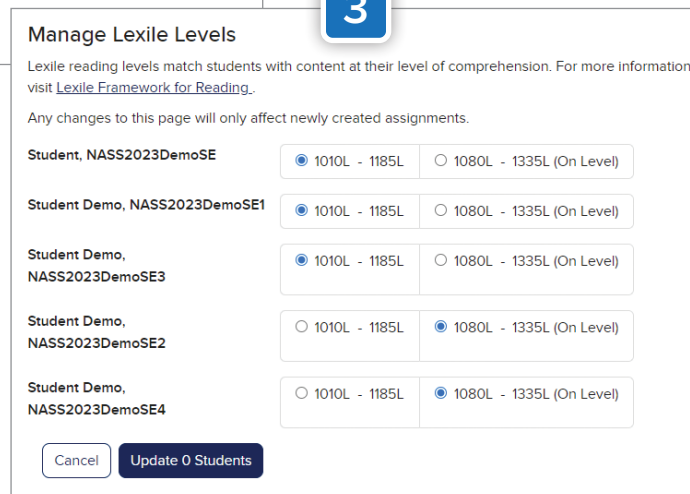 3
Manage Lexile Levels
Lexile reading levels match students with content at their level of comprehension. For more information
visit Lexile Framework for Reading .
Any changes to this page will only affect newly created assignments.
Student, NASS2023DemoSE 1010L - 1185L 1080L - 1335L (On Level)
Student Demo, NASS2023DemoSE1 1010L - 1185L 1080L - 1335L (On Level)
Student Demo, 1010L - 1185L 1080L - 1335L (On Level)
NASS2023DemoSE3
Student Demo, 1010L - 1185L 1080L - 1335L (On Level)
NASS2023DemoSE2
Student Demo, 1010L - 1185L 1080L - 1335L (On Level)
NASS2023DemoSE4
Cancel Update 0 Students